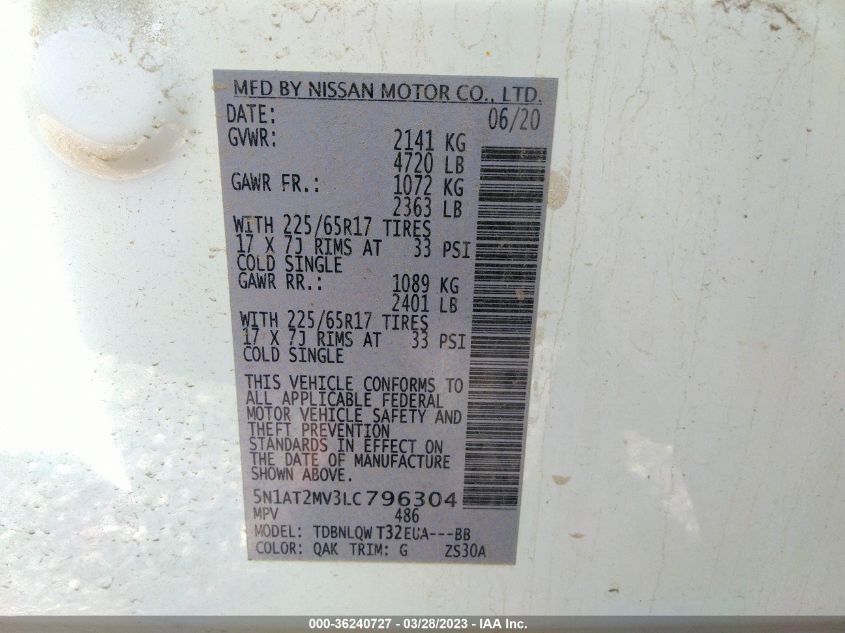 MFD BY NISSAN MOTOR CO., LTD.
DATE: 06/20
GVWR: 2141 KG
4720 LB
GAWR FR.: 1072 KG
2363 LB
WITH 225/65R17 TIRES
17 X 7J RIMS AT 33 PSI
COLD SINGLE
GAWR RR.: 1089 KG
2401 LB
WITH 225/65R17 TIRES
17 X 7J RIMS AT 33 PSI
COLD SINGLE
THIS VEHICLE CONFORMS TO
ALL APPLICABLE FEDERAL
MOTOR VEHICLE SAFETY AND
THEFT PREVENTION
STANDARDS IN EFFECT ON
THE DATE OF MANUFACTURE
SHOWN ABOVE.
5N1AT2MV3LC796304
MPV 486
MODEL: TDBNLQW T32EUA---BB
COLOR: QAK TRIM: G ZS30A
000-36240727 — 03/28/2023 — IAA Inc.